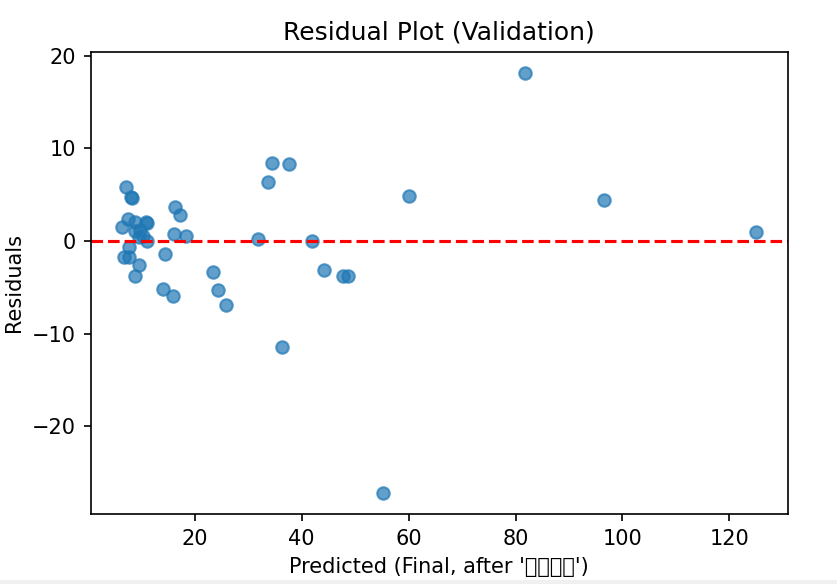 Residual Plot (Validation)
20
10
0
−10
−20
Residuals
20 40 60 80 100 120
Predicted (Final, after '□□□□')